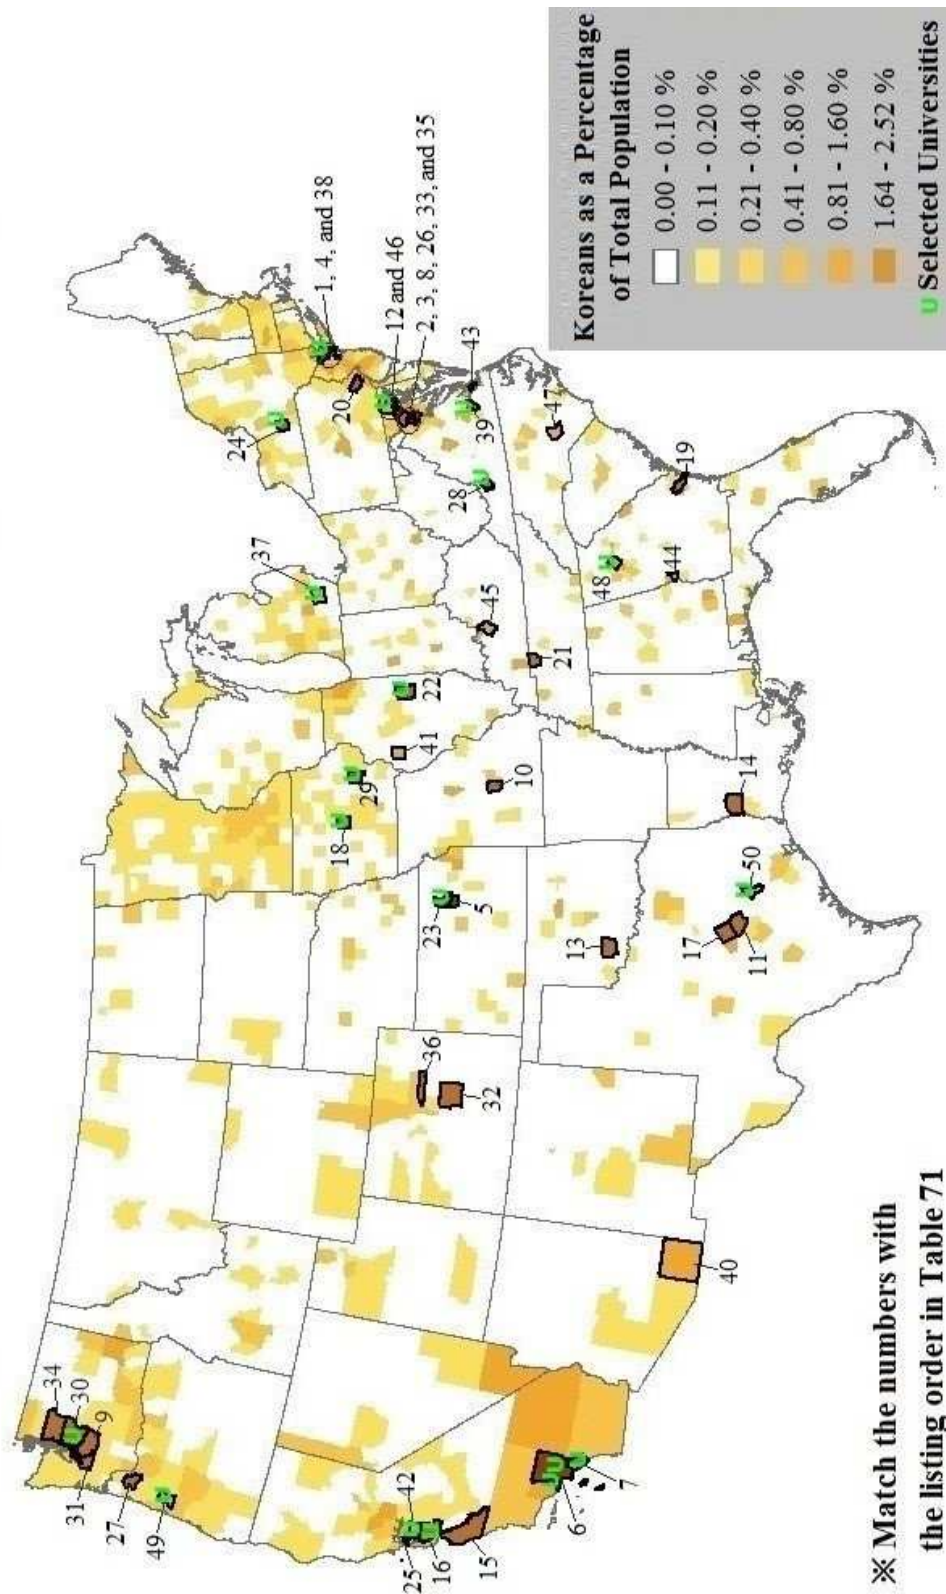 Koreans as a Percentage
of Total Population
0.00 - 0.10 %
0.11 - 0.20 %
0.21 - 0.40 %
0.41 - 0.80 %
0.81 - 1.60 %
1.64 - 2.52 %
U Selected Universities
※ Match the numbers with
the listing order in Table 71
34
30
9
31
27
49
25
42
16
15
6
7
40
36
32
23
5
13
17
11
50
14
18
29
41
22
10
37
45
21
24
20
1, 4, and 38
12 and 46
2, 3, 8, 26, 33, and 35
43
39
28
47
19
48
44